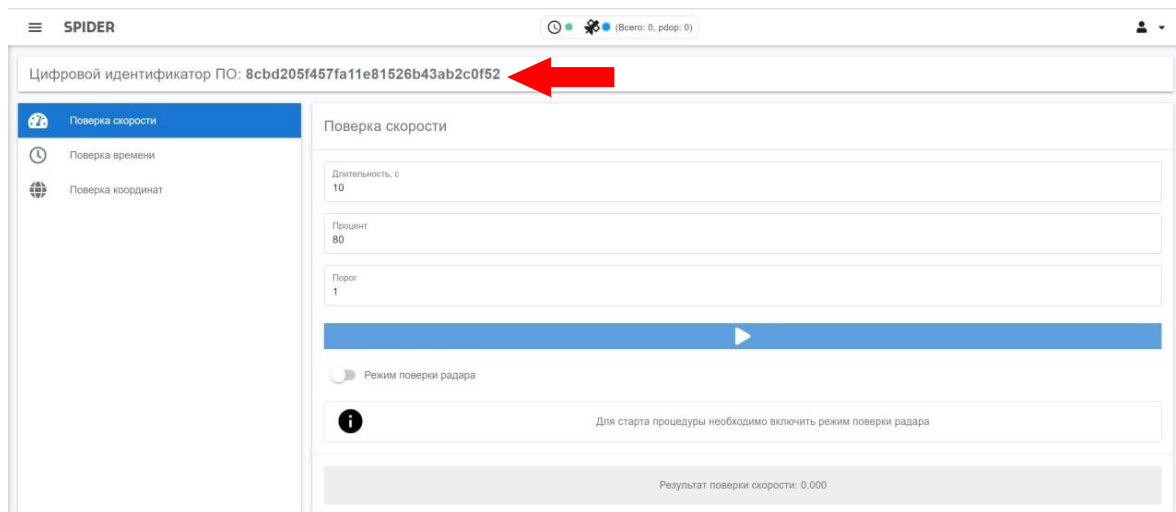 SPIDER
(Всего: 0, pdop: 0)
Цифровой идентификатор ПО: 8cbd205f457fa11e81526b43ab2c0f52
Поверка скорости
Поверка времени
Поверка координат
Поверка скорости
Длительность, с
10
Процент
80
Порог
1
Режим поверки радара
Для старта процедуры необходимо включить режим поверки радара
Результат поверки скорости: 0.000